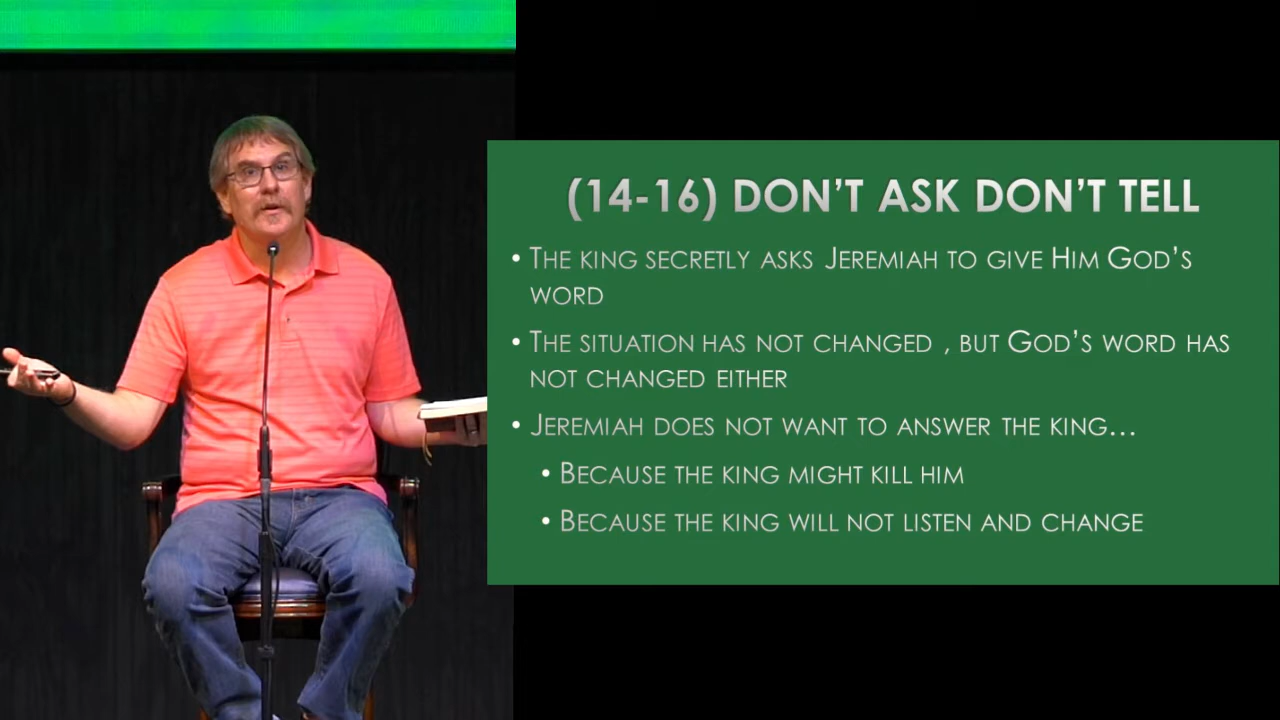 (14-16) DON'T ASK DON'T TELL
• THE KING SECRETLY ASKS JEREMIAH TO GIVE HIM GOD'S
WORD
• THE SITUATION HAS NOT CHANGED , BUT GOD'S WORD HAS
NOT CHANGED EITHER
• JEREMIAH DOES NOT WANT TO ANSWER THE KING...
• BECAUSE THE KING MIGHT KILL HIM
• BECAUSE THE KING WILL NOT LISTEN AND CHANGE